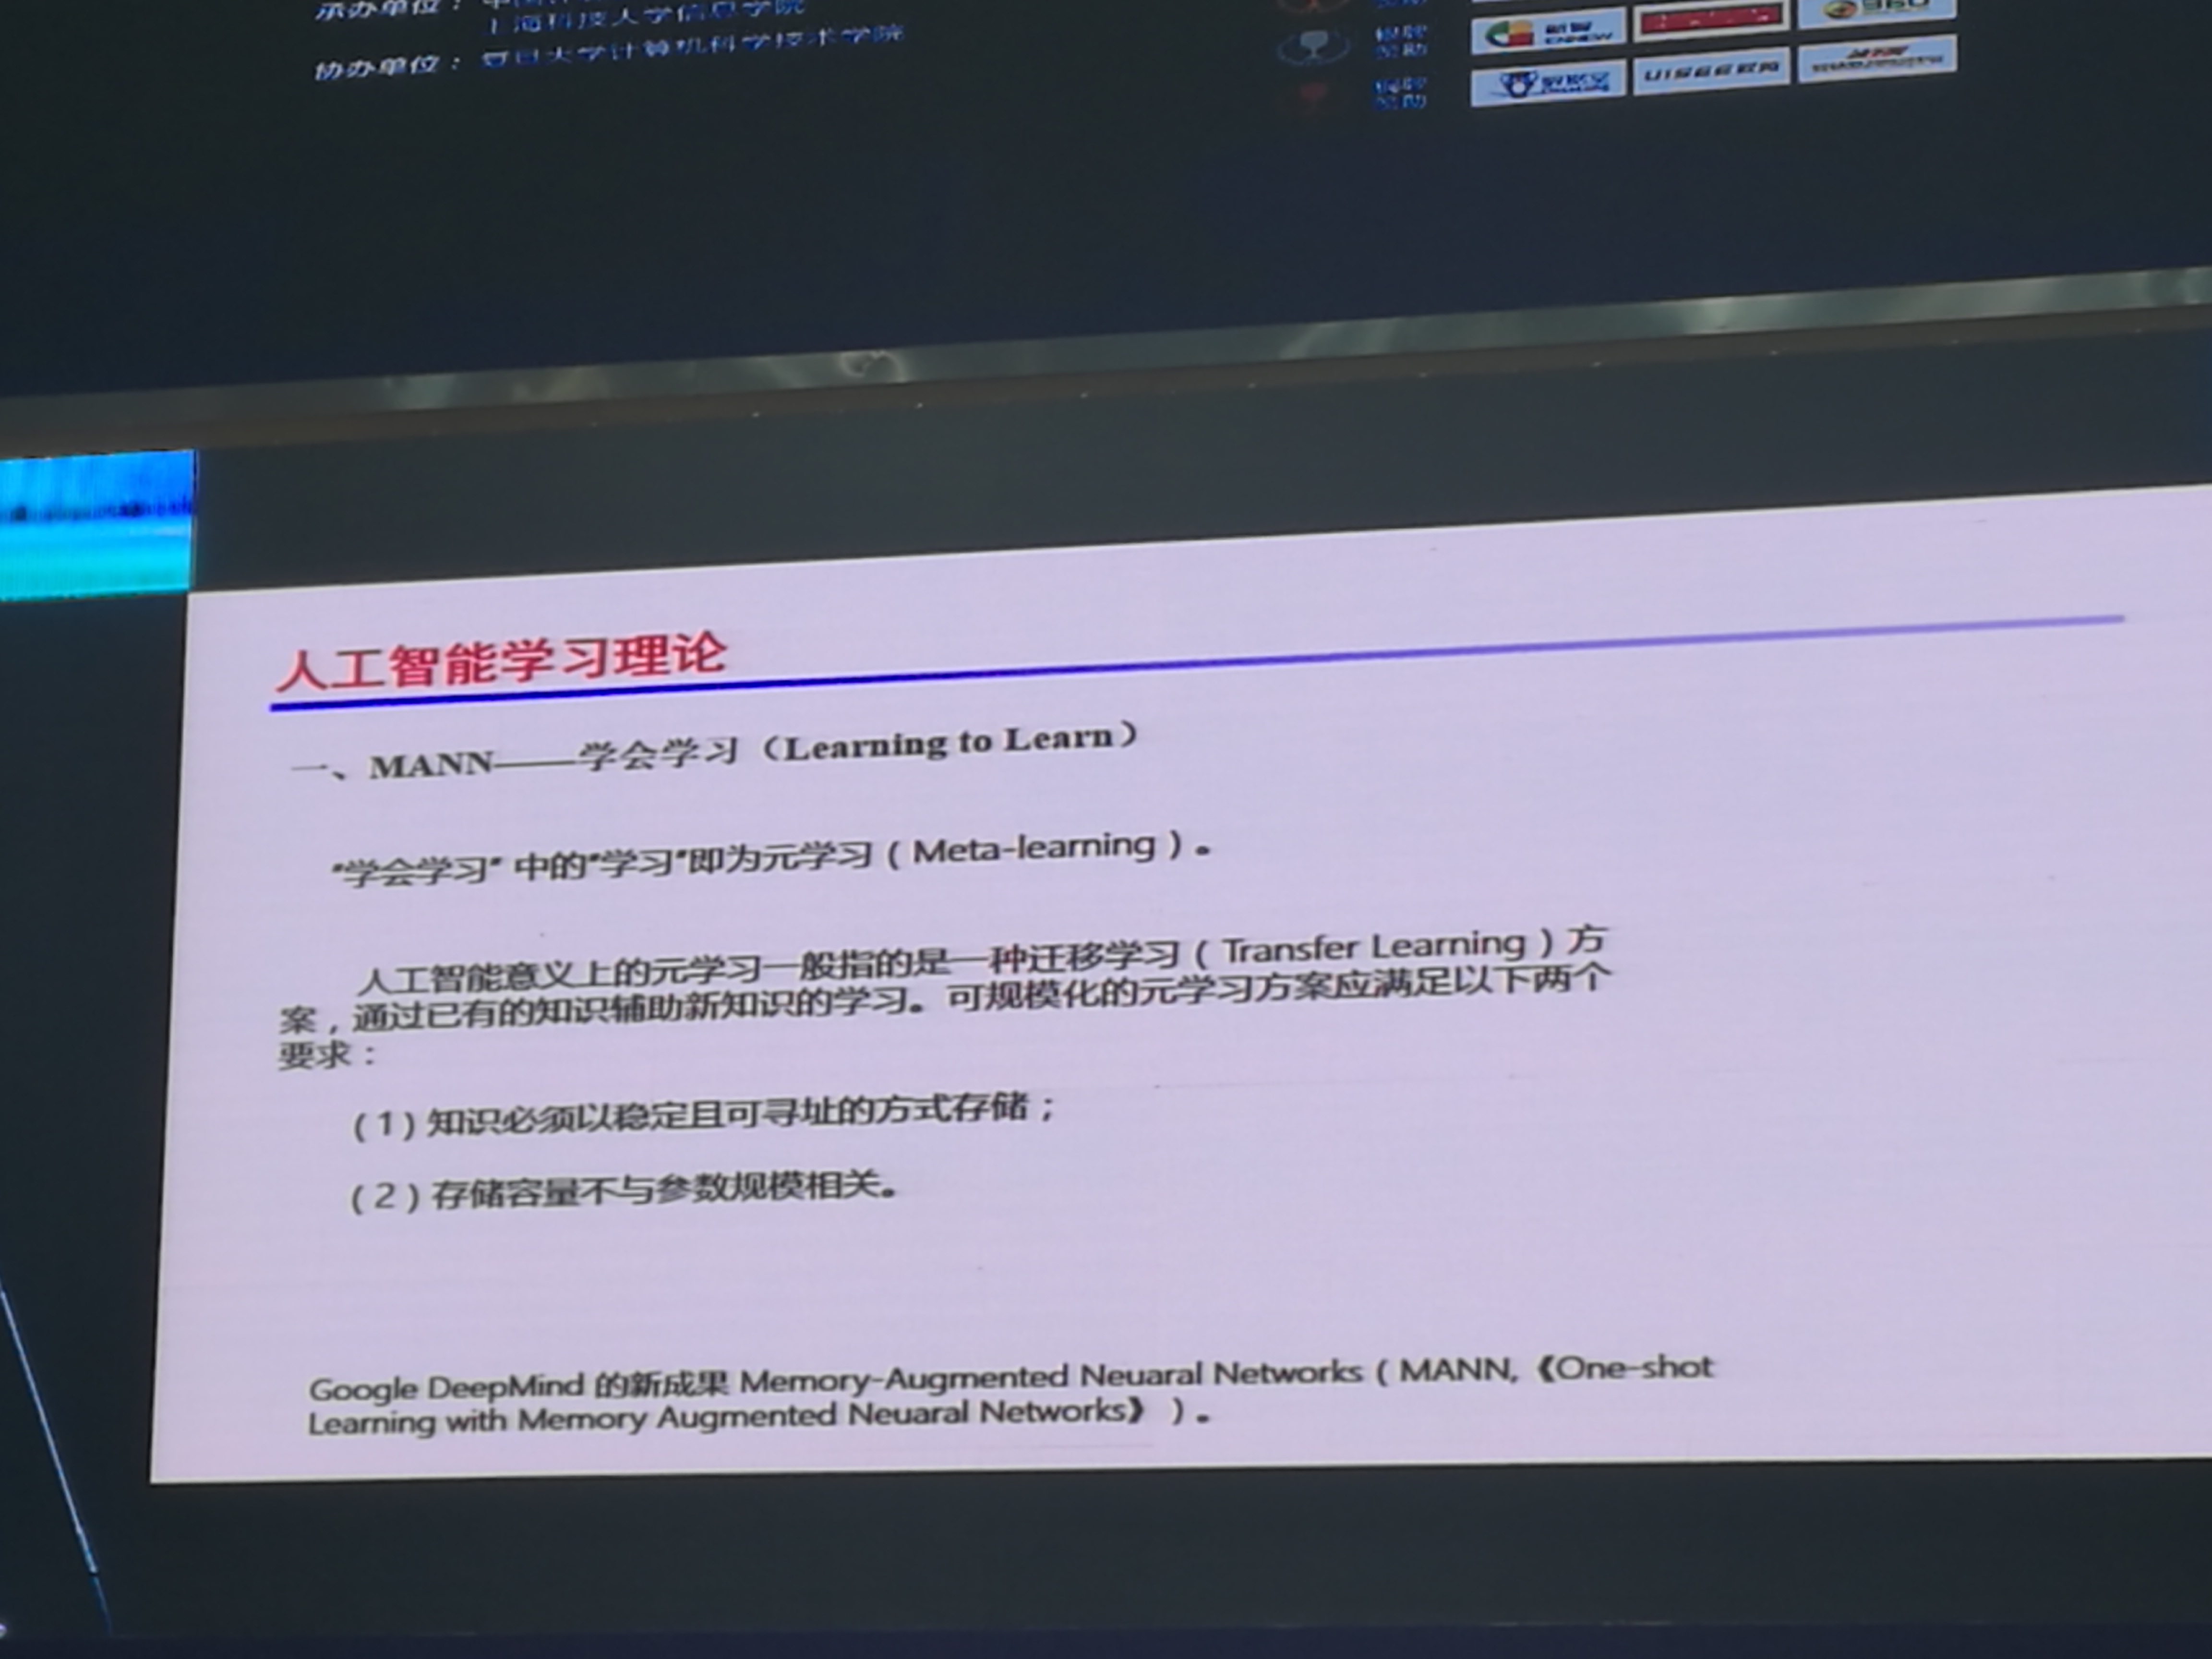 承办单位：
上海科技大学信息学院
协办单位：复旦大学计算机科学技术学院
360
UISEE驭势
人工智能学习理论
一、MANN——学会学习（Learning to Learn）
“学会学习” 中的“学习”即为元学习（Meta-learning）。
人工智能意义上的元学习一般指的是一种迁移学习（Transfer Learning）方
案，通过已有的知识辅助新知识的学习。可规模化的元学习方案应满足以下两个
要求：
（1）知识必须以稳定且可寻址的方式存储；
（2）存储容量不与参数规模相关。
Google DeepMind 的新成果 Memory-Augmented Neuaral Networks（MANN,《One-shot
Learning with Memory Augmented Neuaral Networks》）。